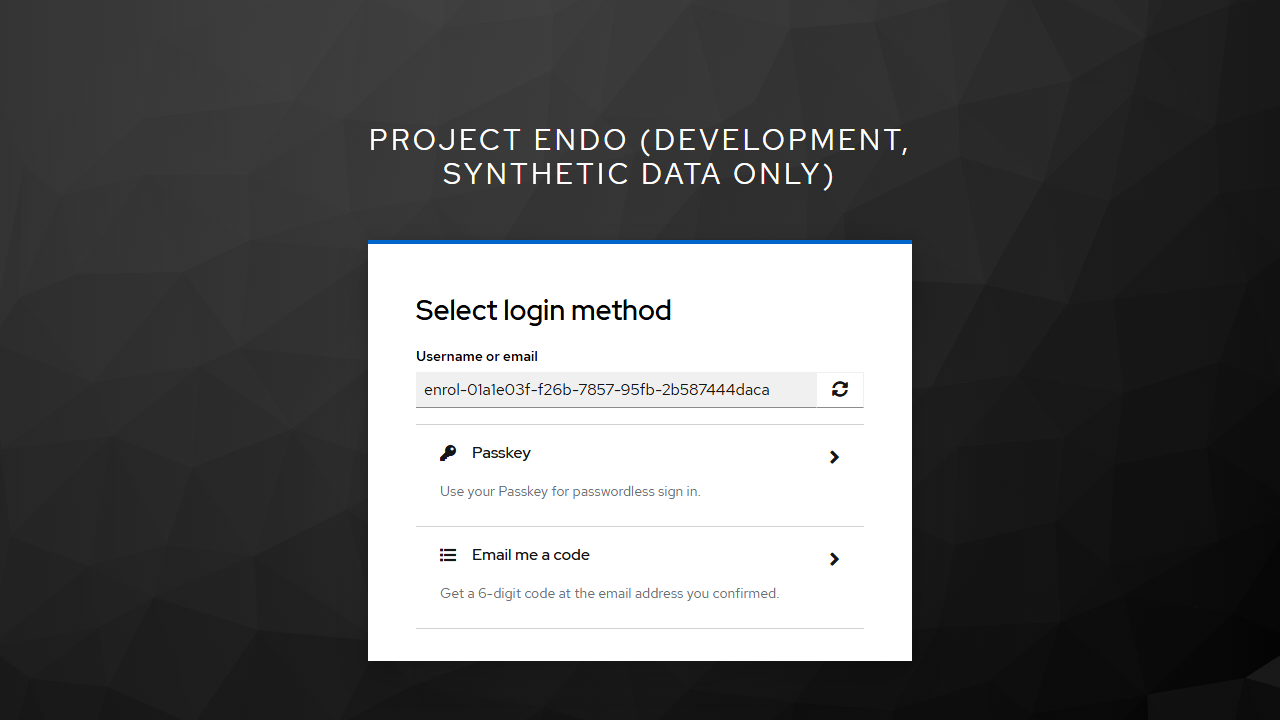 PROJECT ENDO (DEVELOPMENT,
SYNTHETIC DATA ONLY)
Select login method
Username or email
enrol-01a1e03f-f26b-7857-95fb-2b587444daca
Passkey
Use your Passkey for passwordless sign in.
Email me a code
Get a 6-digit code at the email address you confirmed.